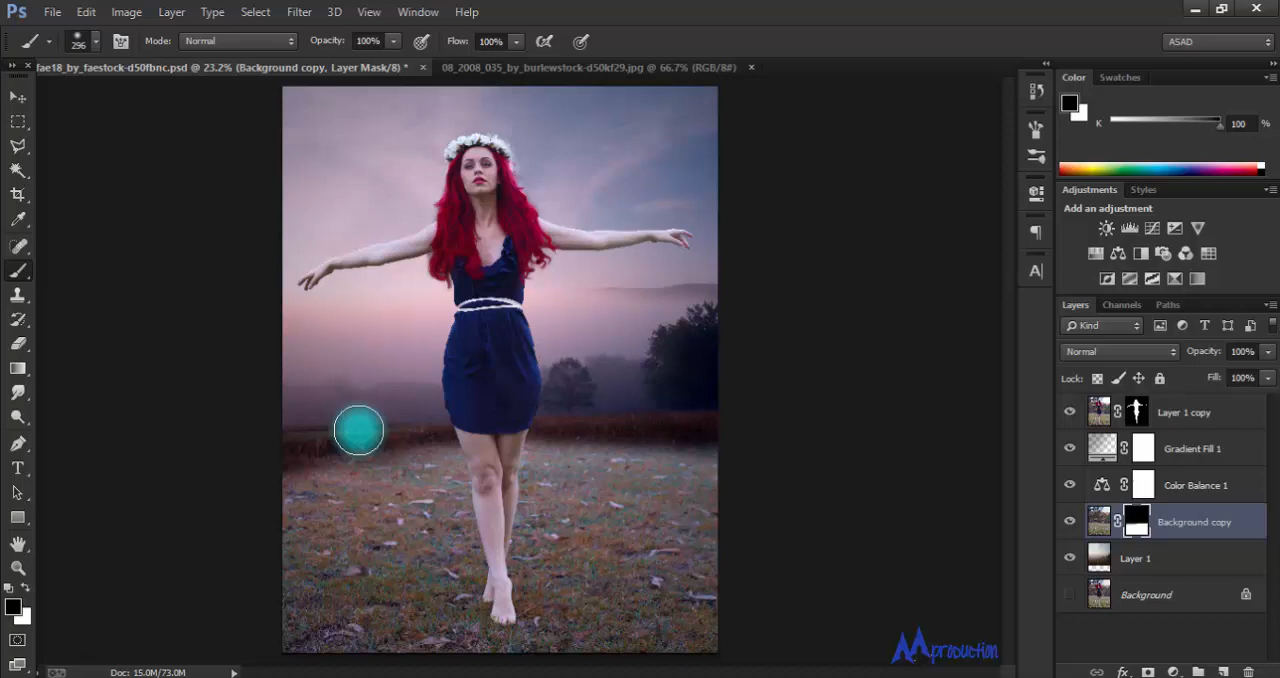 Ps File Edit Image Layer Type Select Filter 3D View Window Help
296 Mode: Normal Opacity: 100% Flow: 100% ASAD
fae18_by_faestock-d50fbnc.psd @ 23.2% (Background copy, Layer Mask/8) * × 08_2008_035_by_burlewstock-d50kf29.jpg @ 66.7% (RGB/8#) ×
Color Swatches
K 100 %
Adjustments Styles
Add an adjustment
Layers Channels Paths
Kind
Normal Opacity: 100%
Lock: Fill: 100%
Layer 1 copy
Gradient Fill 1
Color Balance 1
Background copy
Layer 1
Background
Mproduction
Doc: 15.0M/73.0M